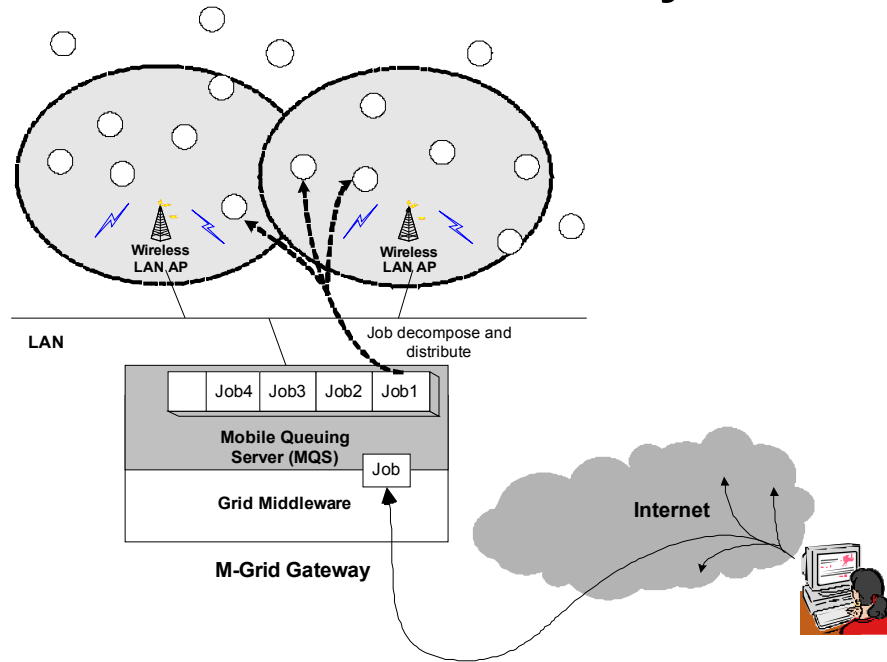 Wireless
LAN AP
Wireless
LAN AP
LAN
Job decompose and
distribute
Job4
Job3
Job2
Job1
Mobile Queuing
Server (MQS)
Job
Grid Middleware
Internet
M-Grid Gateway